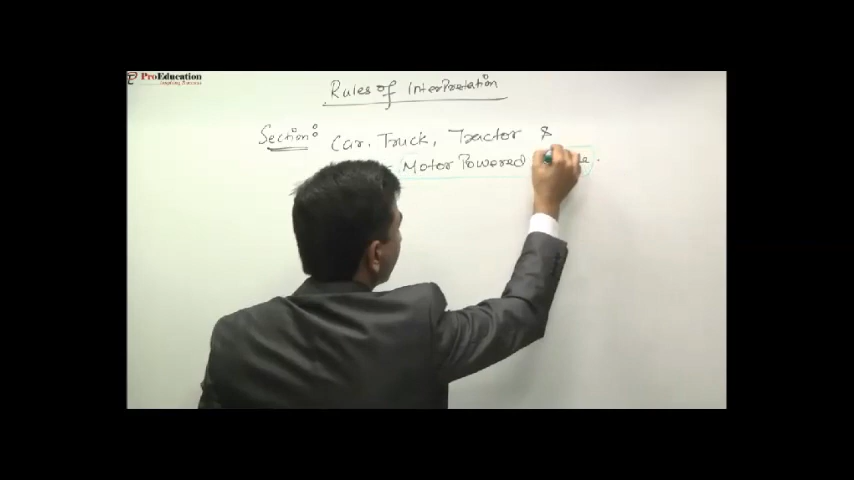 ProEducation
Rules of Interpretation
Section: Car, Truck, Tractor &
Motor Powered